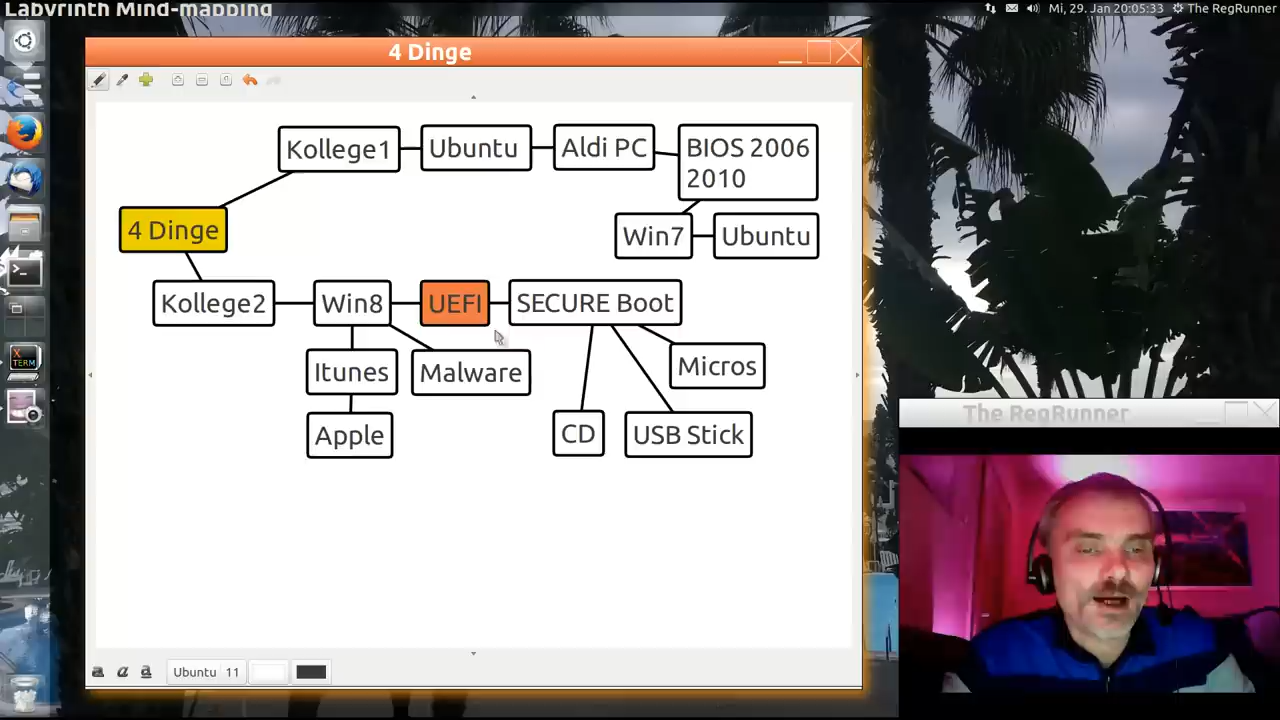 Labyrinth Mind-mapping
Mi, 29. Jan 20:05:33
The RegRunner
4 Dinge
Kollege1
Ubuntu
Aldi PC
BIOS 2006
2010
4 Dinge
Win7
Ubuntu
Kollege2
Win8
UEFI
SECURE Boot
Itunes
Malware
Micros
Apple
CD
USB Stick
X
TERM
The RegRunner
a a a
Ubuntu 11